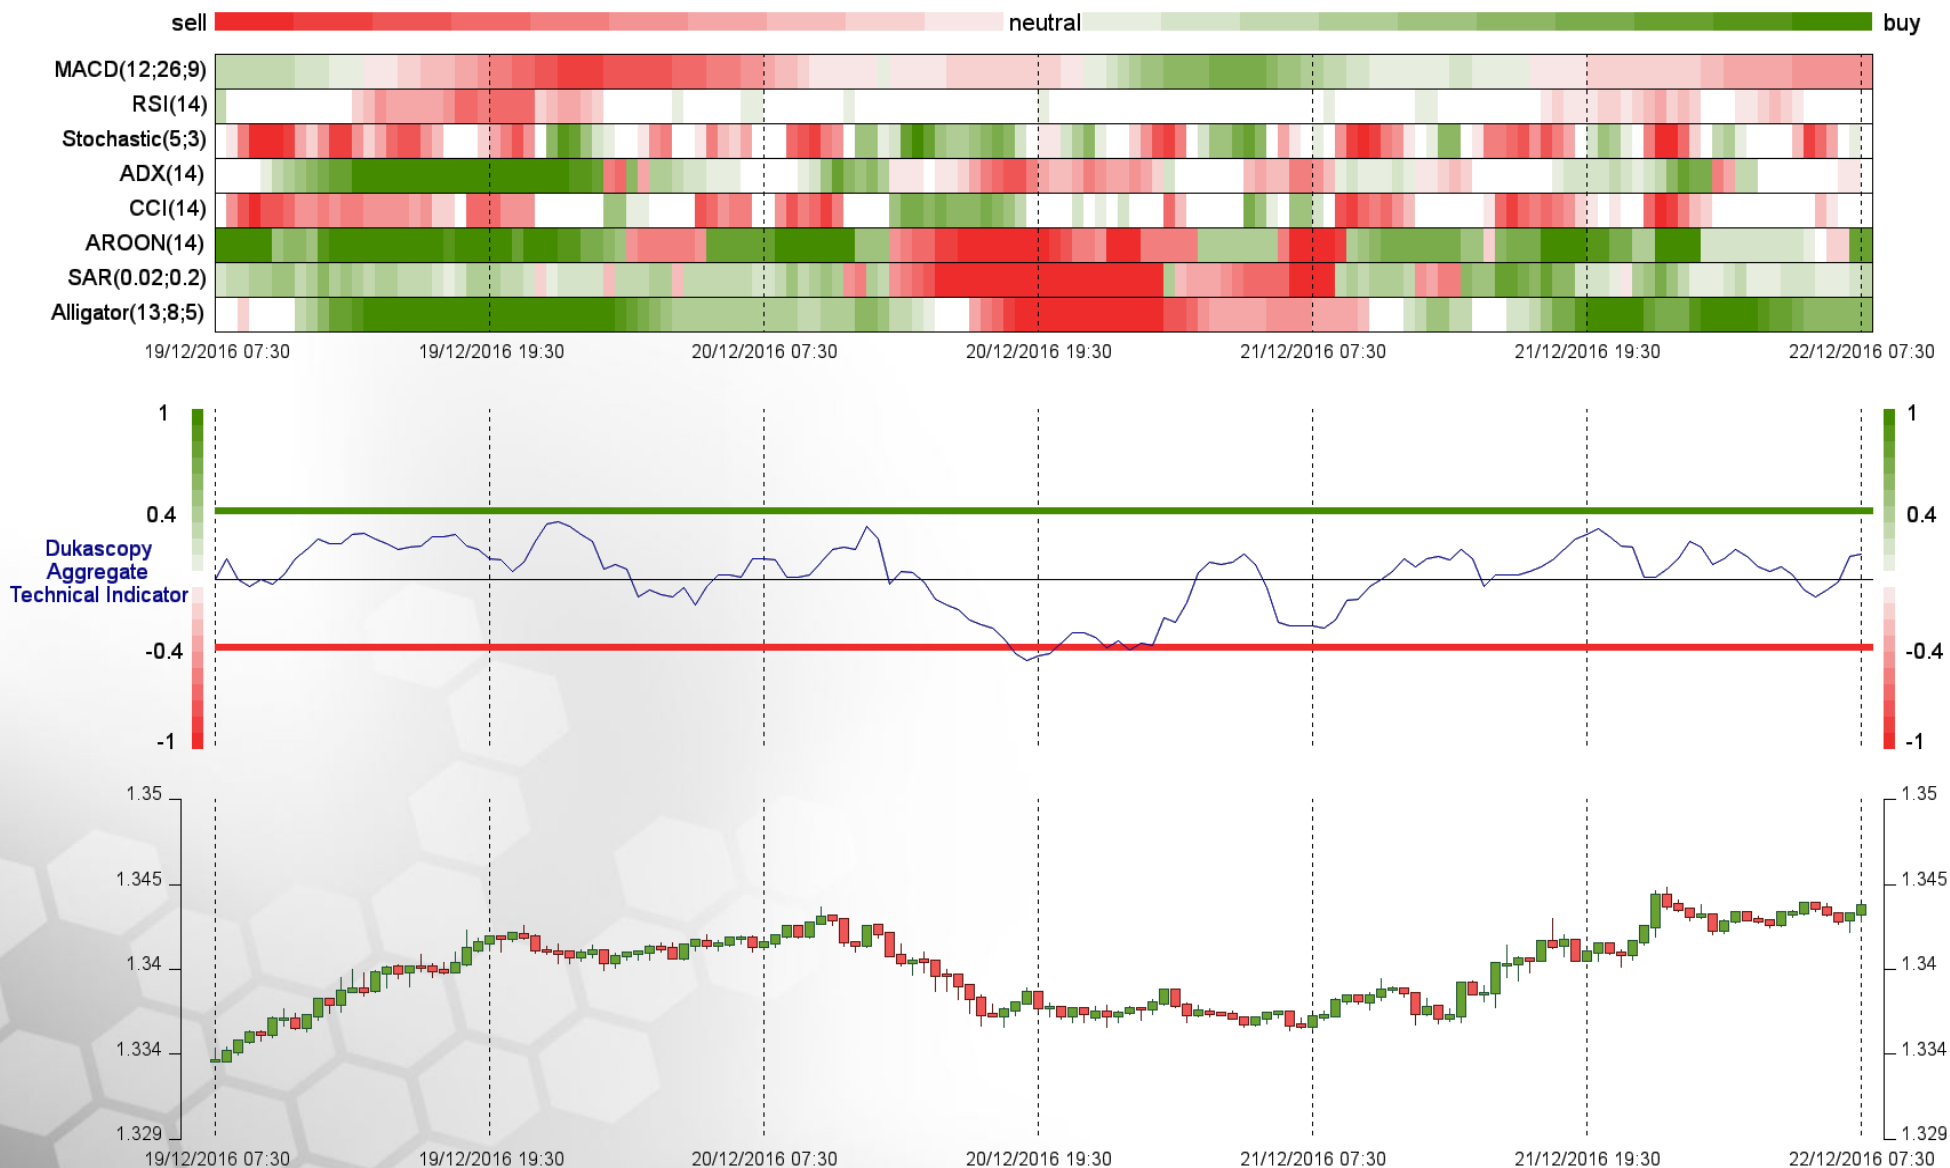 sell neutral buy
MACD(12;26;9)
RSI(14)
Stochastic(5;3)
ADX(14)
CCI(14)
AROON(14)
SAR(0.02;0.2)
Alligator(13;8;5)
19/12/2016 07:30 19/12/2016 19:30 20/12/2016 07:30 20/12/2016 19:30 21/12/2016 07:30 21/12/2016 19:30 22/12/2016 07:30
1 1
0.4 0.4
Dukascopy
Aggregate
Technical Indicator
-0.4 -0.4
-1 -1
1.35 1.35
1.345 1.345
1.34 1.34
1.334 1.334
1.329 1.329
19/12/2016 07:30 19/12/2016 19:30 20/12/2016 07:30 20/12/2016 19:30 21/12/2016 07:30 21/12/2016 19:30 22/12/2016 07:30